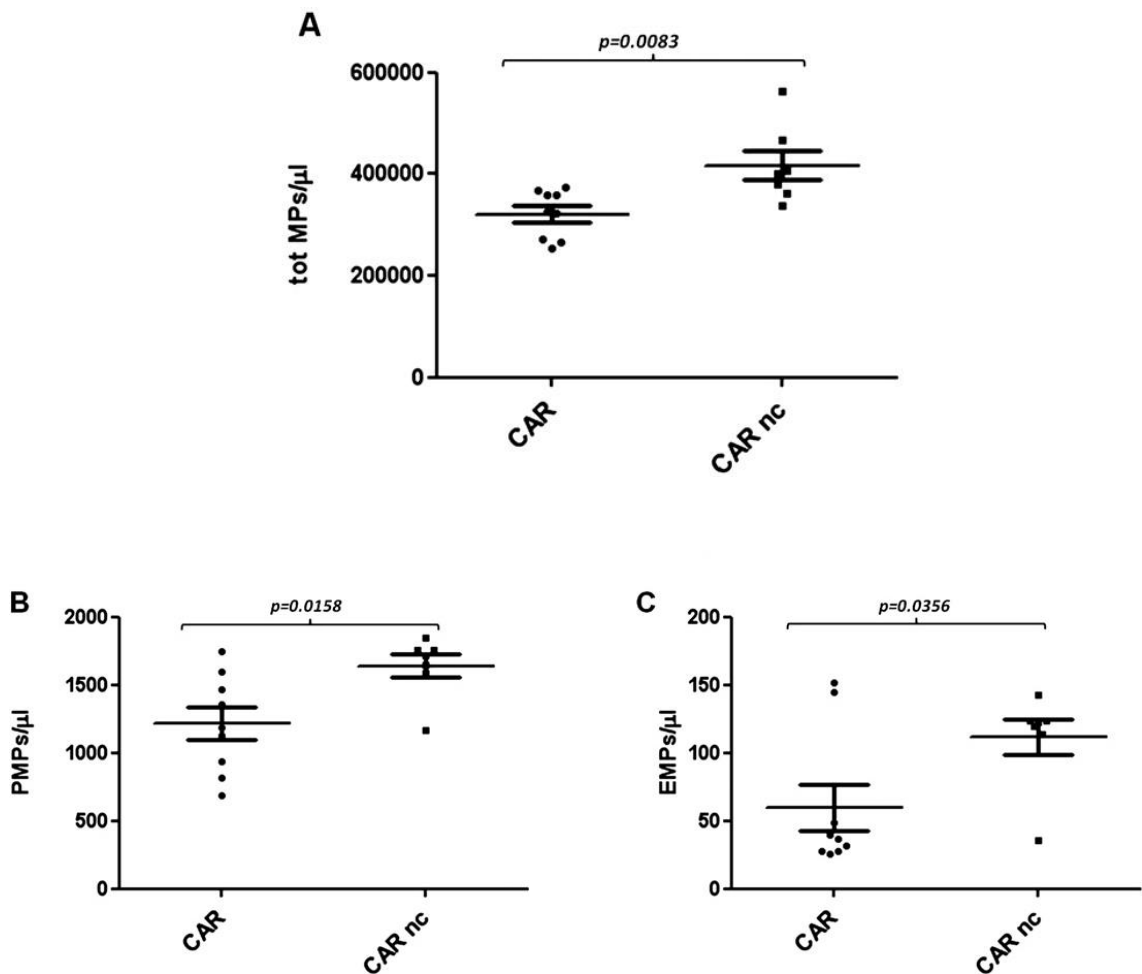 A
p=0.0083
600000
400000
200000
0
tot MPs/µl
CAR
CAR nc
B
p=0.0158
2000
1500
1000
500
0
PMPs/µl
CAR
CAR nc
C
p=0.0356
200
150
100
50
0
EMPs/µl
CAR
CAR nc